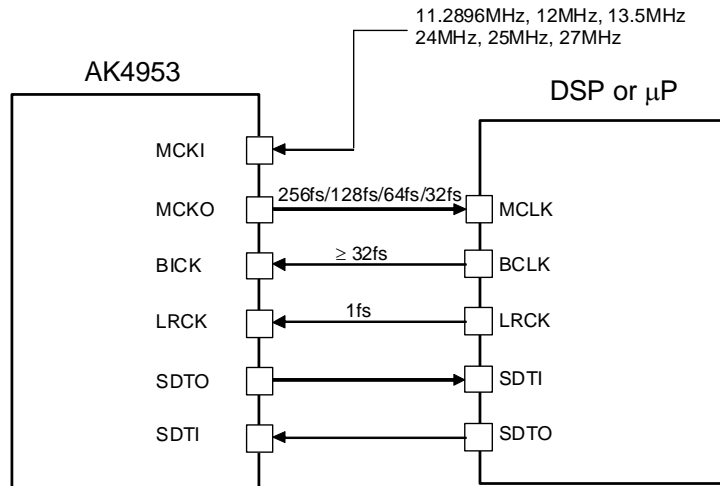 11.2896MHz, 12MHz, 13.5MHz
24MHz, 25MHz, 27MHz
AK4953
DSP or μP
MCKI
MCKO
256fs/128fs/64fs/32fs
MCLK
BICK
≥ 32fs
BCLK
LRCK
1fs
LRCK
SDTO
SDTI
SDTI
SDTO